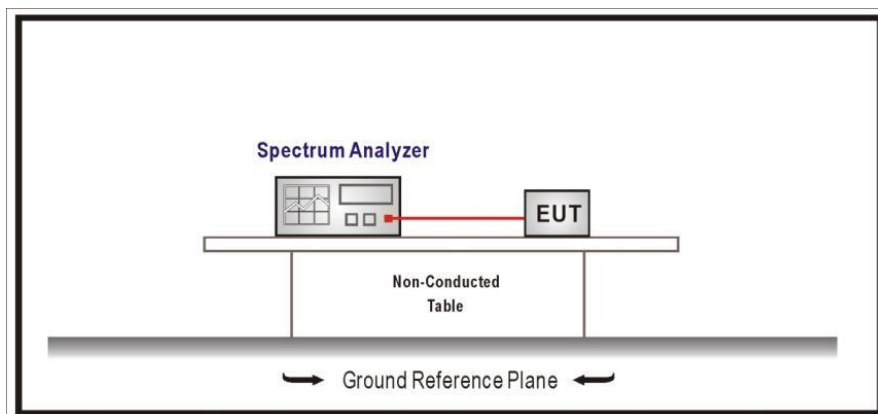 Spectrum Analyzer
EUT
Non-Conducted
Table
Ground Reference Plane